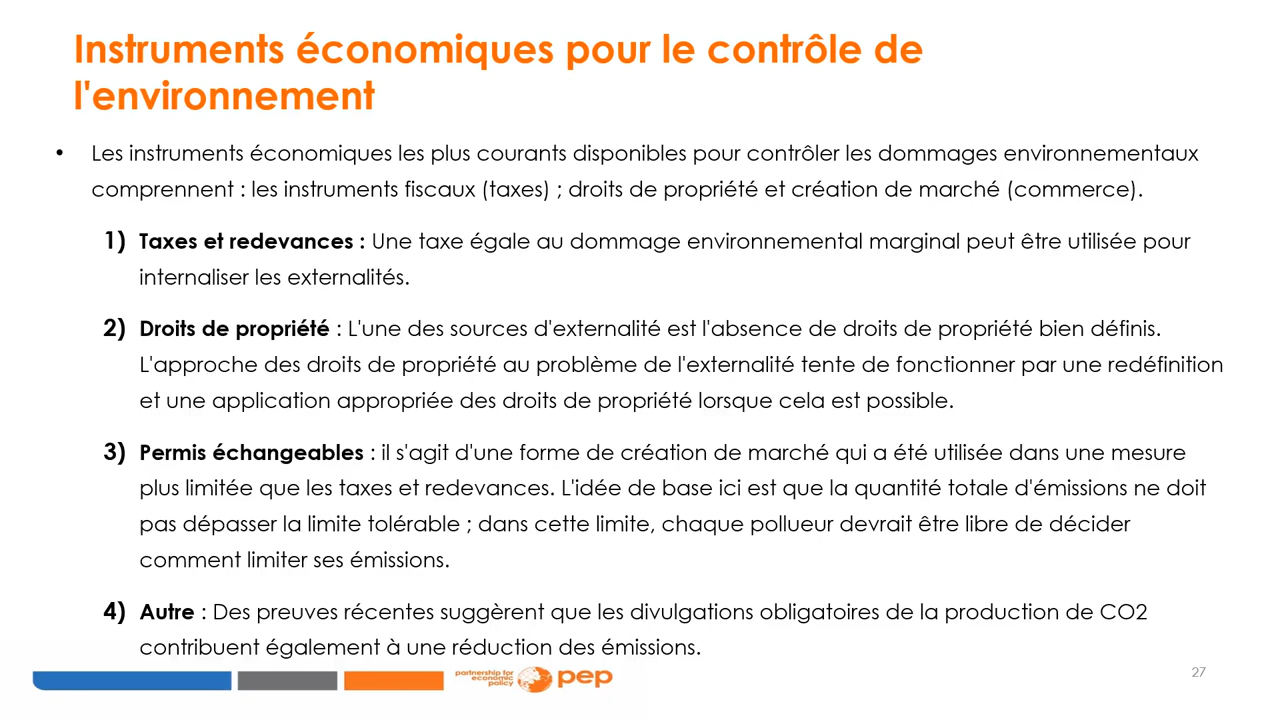 Instruments économiques pour le contrôle de
l'environnement
• Les instruments économiques les plus courants disponibles pour contrôler les dommages environnementaux
comprennent : les instruments fiscaux (taxes) ; droits de propriété et création de marché (commerce).
1) Taxes et redevances : Une taxe égale au dommage environnemental marginal peut être utilisée pour
internaliser les externalités.
2) Droits de propriété : L'une des sources d'externalité est l'absence de droits de propriété bien définis.
L'approche des droits de propriété au problème de l'externalité tente de fonctionner par une redéfinition
et une application appropriée des droits de propriété lorsque cela est possible.
3) Permis échangeables : il s'agit d'une forme de création de marché qui a été utilisée dans une mesure
plus limitée que les taxes et redevances. L'idée de base ici est que la quantité totale d'émissions ne doit
pas dépasser la limite tolérable ; dans cette limite, chaque pollueur devrait être libre de décider
comment limiter ses émissions.
4) Autre : Des preuves récentes suggèrent que les divulgations obligatoires de la production de CO2
contribuent également à une réduction des émissions.
partnership for
economic
policy
pep
27